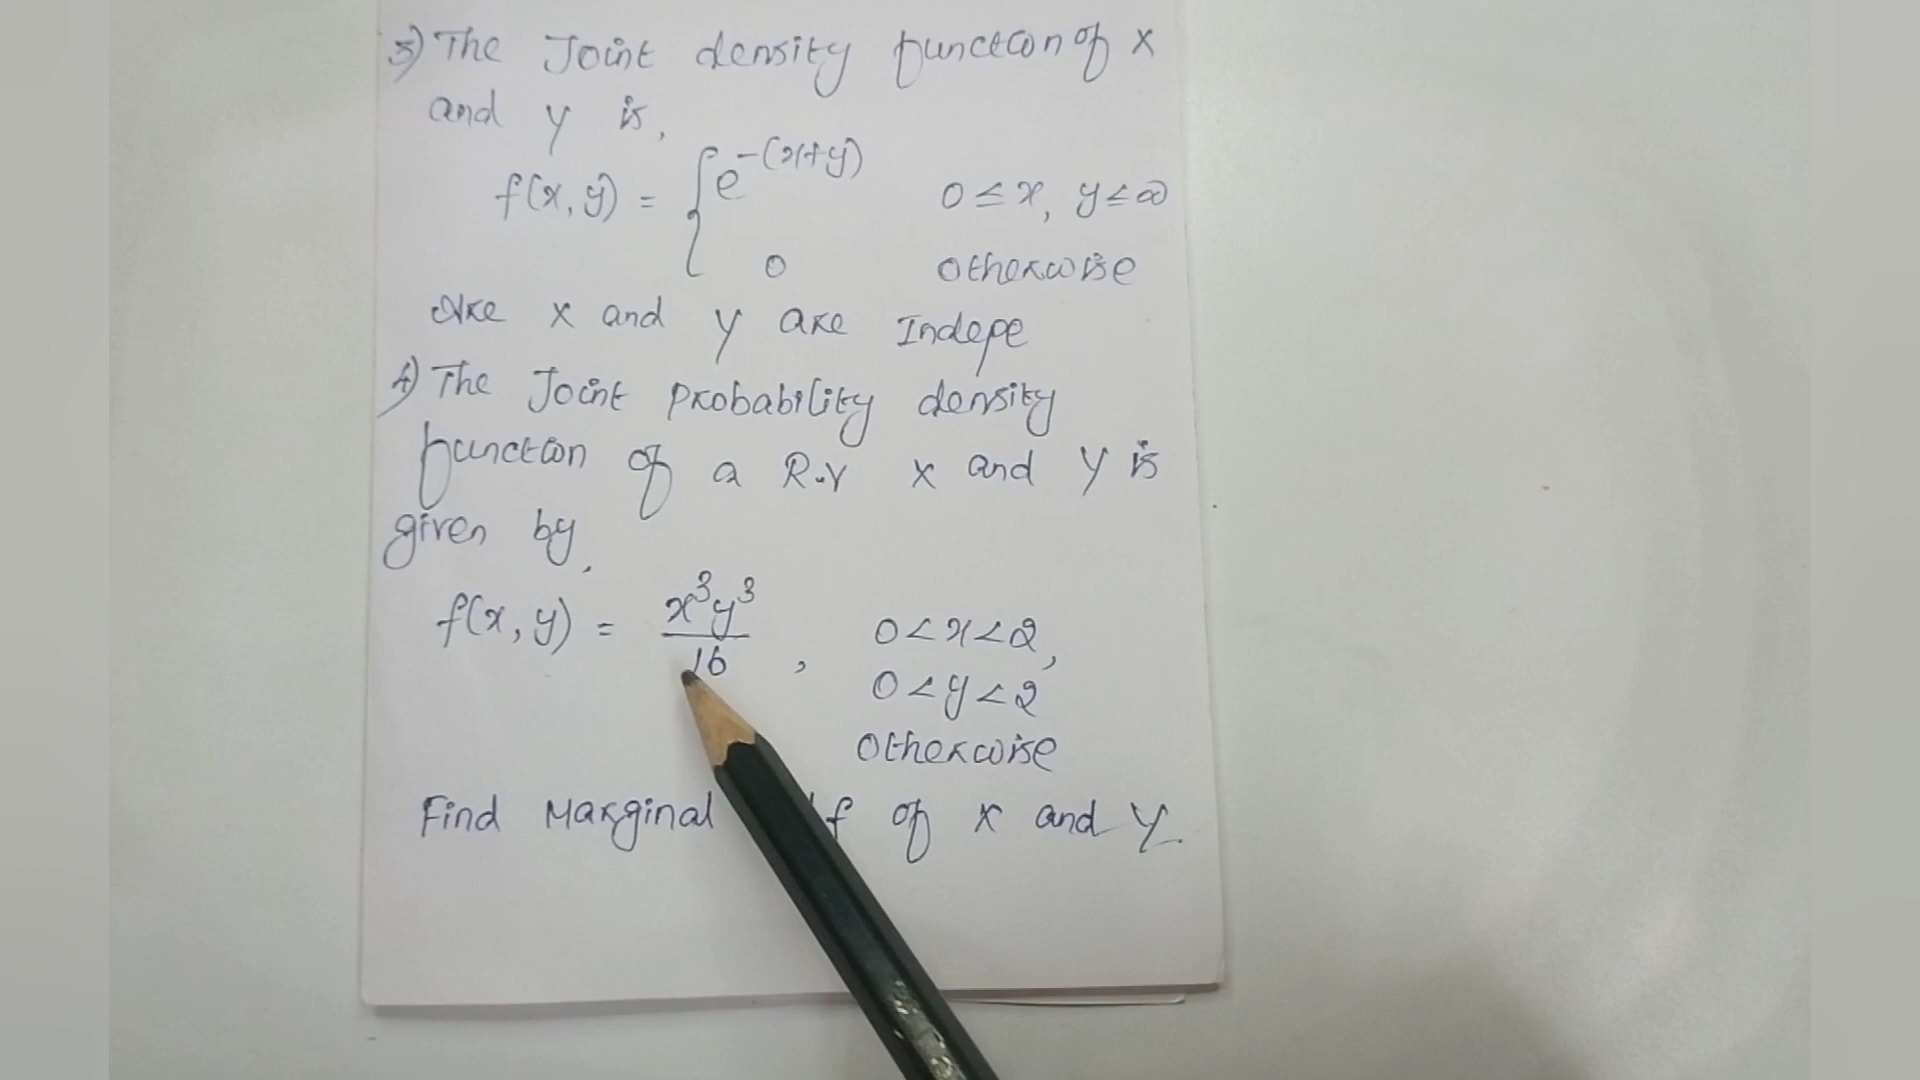 3) The Joint density function of x
and y is,
f(x, y) = { e^-(x+y) 0 ≤ x, y ≤ ∞
0 otherwise
Are x and y are Indepe
4) The Joint Probability density
function of a R.V x and y is
given by,
f(x, y) = x³y³/16 , 0 < x < 2,
0 < y < 2
otherwise
Find Marginal of x and y.